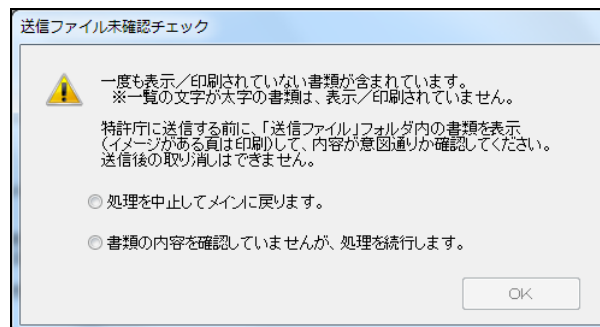 送信ファイル未確認チェック
一度も表示／印刷されていない書類が含まれています。
※一覧の文字が太字の書類は、表示／印刷されていません。
特許庁に送信する前に、「送信ファイル」フォルダ内の書類を表示
（イメージがある頁は印刷）して、内容が意図通りか確認してください。
送信後の取り消しはできません。
処理を中止してメインに戻ります。
書類の内容を確認していませんが、処理を続行します。
OK